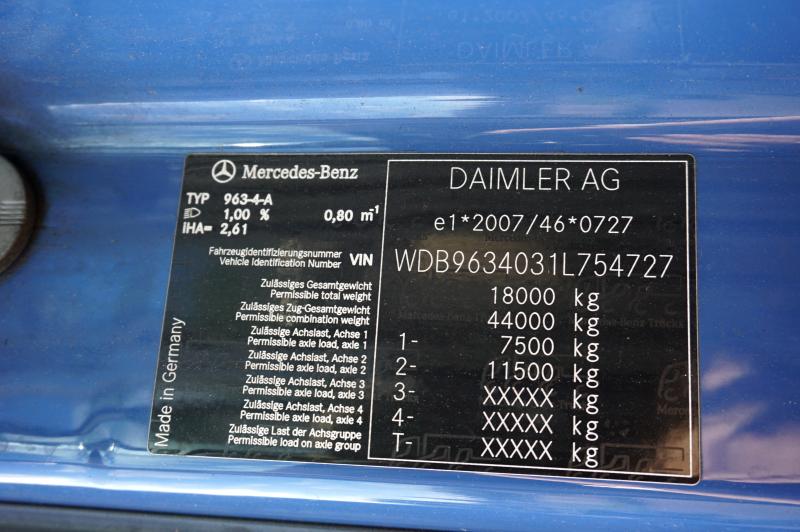 Mercedes-Benz
TYP 963-4-A
1,00 % 0,80 m⁻¹
iHA= 2,61
Fahrzeugidentifizierungsnummer
Vehicle Identification Number VIN
Zulässiges Gesamtgewicht
Permissible total weight
Zulässiges Zug-Gesamtgewicht
Permissible combination weight
Zulässige Achslast, Achse 1
Permissible axle load, axle 1
Zulässige Achslast, Achse 2
Permissible axle load, axle 2
Zulässige Achslast, Achse 3
Permissible axle load, axle 3
Zulässige Achslast, Achse 4
Permissible axle load, axle 4
Zulässige Last der Achsgruppe
Permissible load on axle group
Made in Germany
DAIMLER AG
e1*2007/46*0727
WDB9634031L754727
18000 kg
44000 kg
1- 7500 kg
2- 11500 kg
3- XXXXX kg
4- XXXXX kg
T- XXXXX kg